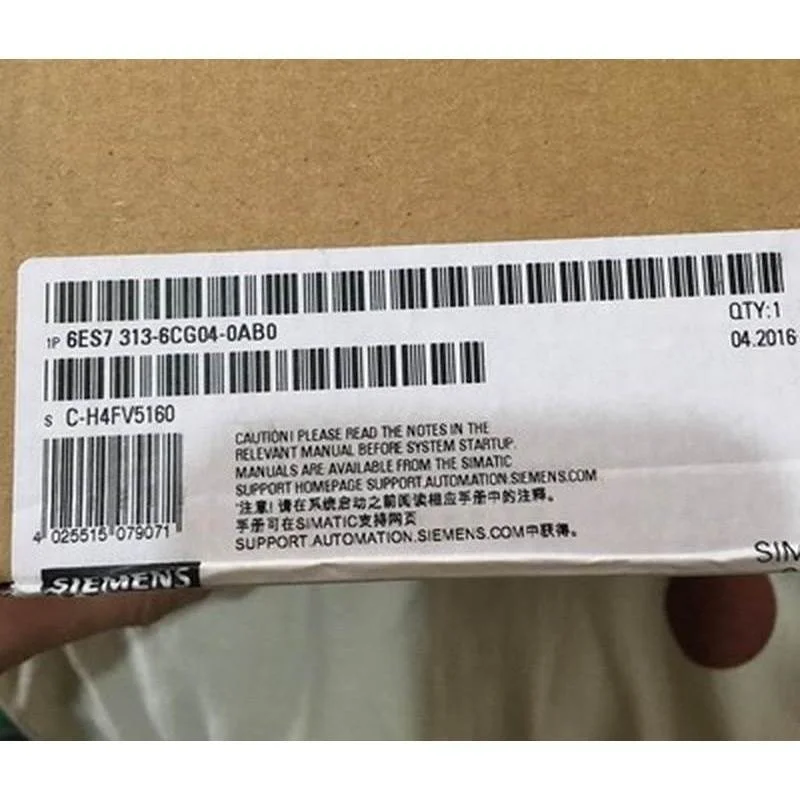 1P 6ES7 313-6CG04-0AB0
QTY:1
04.2016
S C-H4FV5160
4 025515 079071
CAUTION! PLEASE READ THE NOTES IN THE
RELEVANT MANUAL BEFORE SYSTEM STARTUP.
MANUALS ARE AVAILABLE FROM THE SIMATIC
SUPPORT HOMEPAGE SUPPORT.AUTOMATION.SIEMENS.COM
"注意! 请在系统启动之前阅读相应手册中的注释。
手册可在SIMATIC支持网页
SUPPORT.AUTOMATION.SIEMENS.COM中获得。
SIEMENS